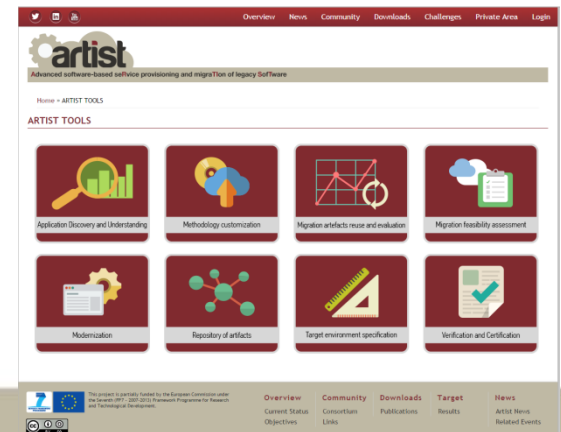 Overview News Community Downloads Challenges Private Area Login
artist
Advanced software-based seRvice provisioning and migraTIon of legacy SofTware
Home » ARTIST TOOLS
ARTIST TOOLS
Application Discovery and Understanding
Methodology customization
Migration artefacts reuse and evaluation
Migration feasibility assessment
Modernization
Repository of artifacts
Target environment specification
Verification and Certification
This project is partially funded by the European Commission under
the Seventh (FP7 - 2007-2013) Framework Programme for Research
and Technological Development.
Overview Community Downloads Target News
Current Status Consortium Publications Results Artist News
Objectives Links Related Events